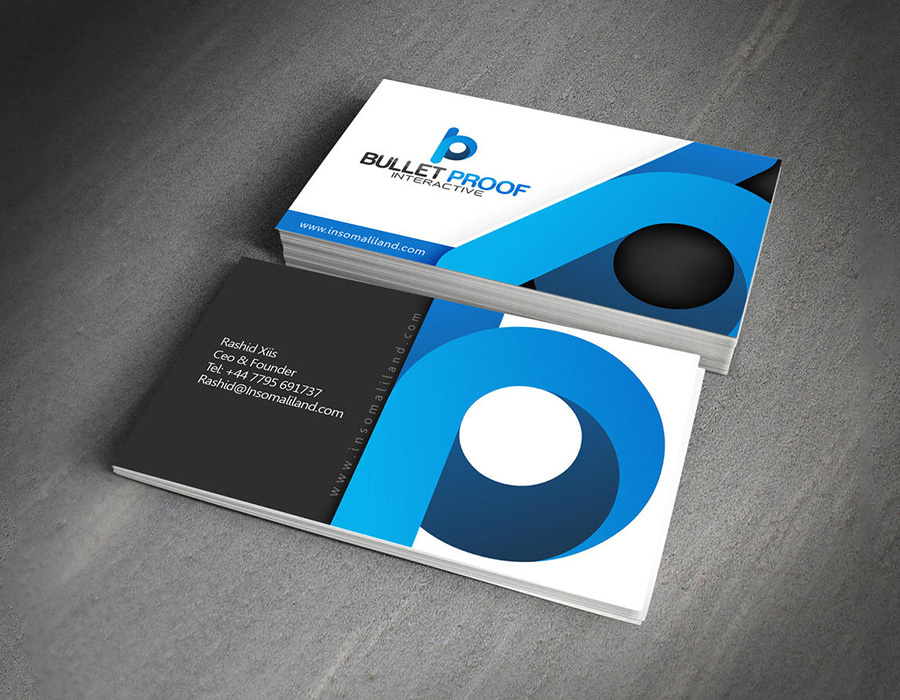 BULLET PROOF
INTERACTIVE
www.insomaliland.com
Rashid Xiis
Ceo & Founder
Tel: +44 7795 691737
Rashid@Insomaliland.com
www.insomaliland.com